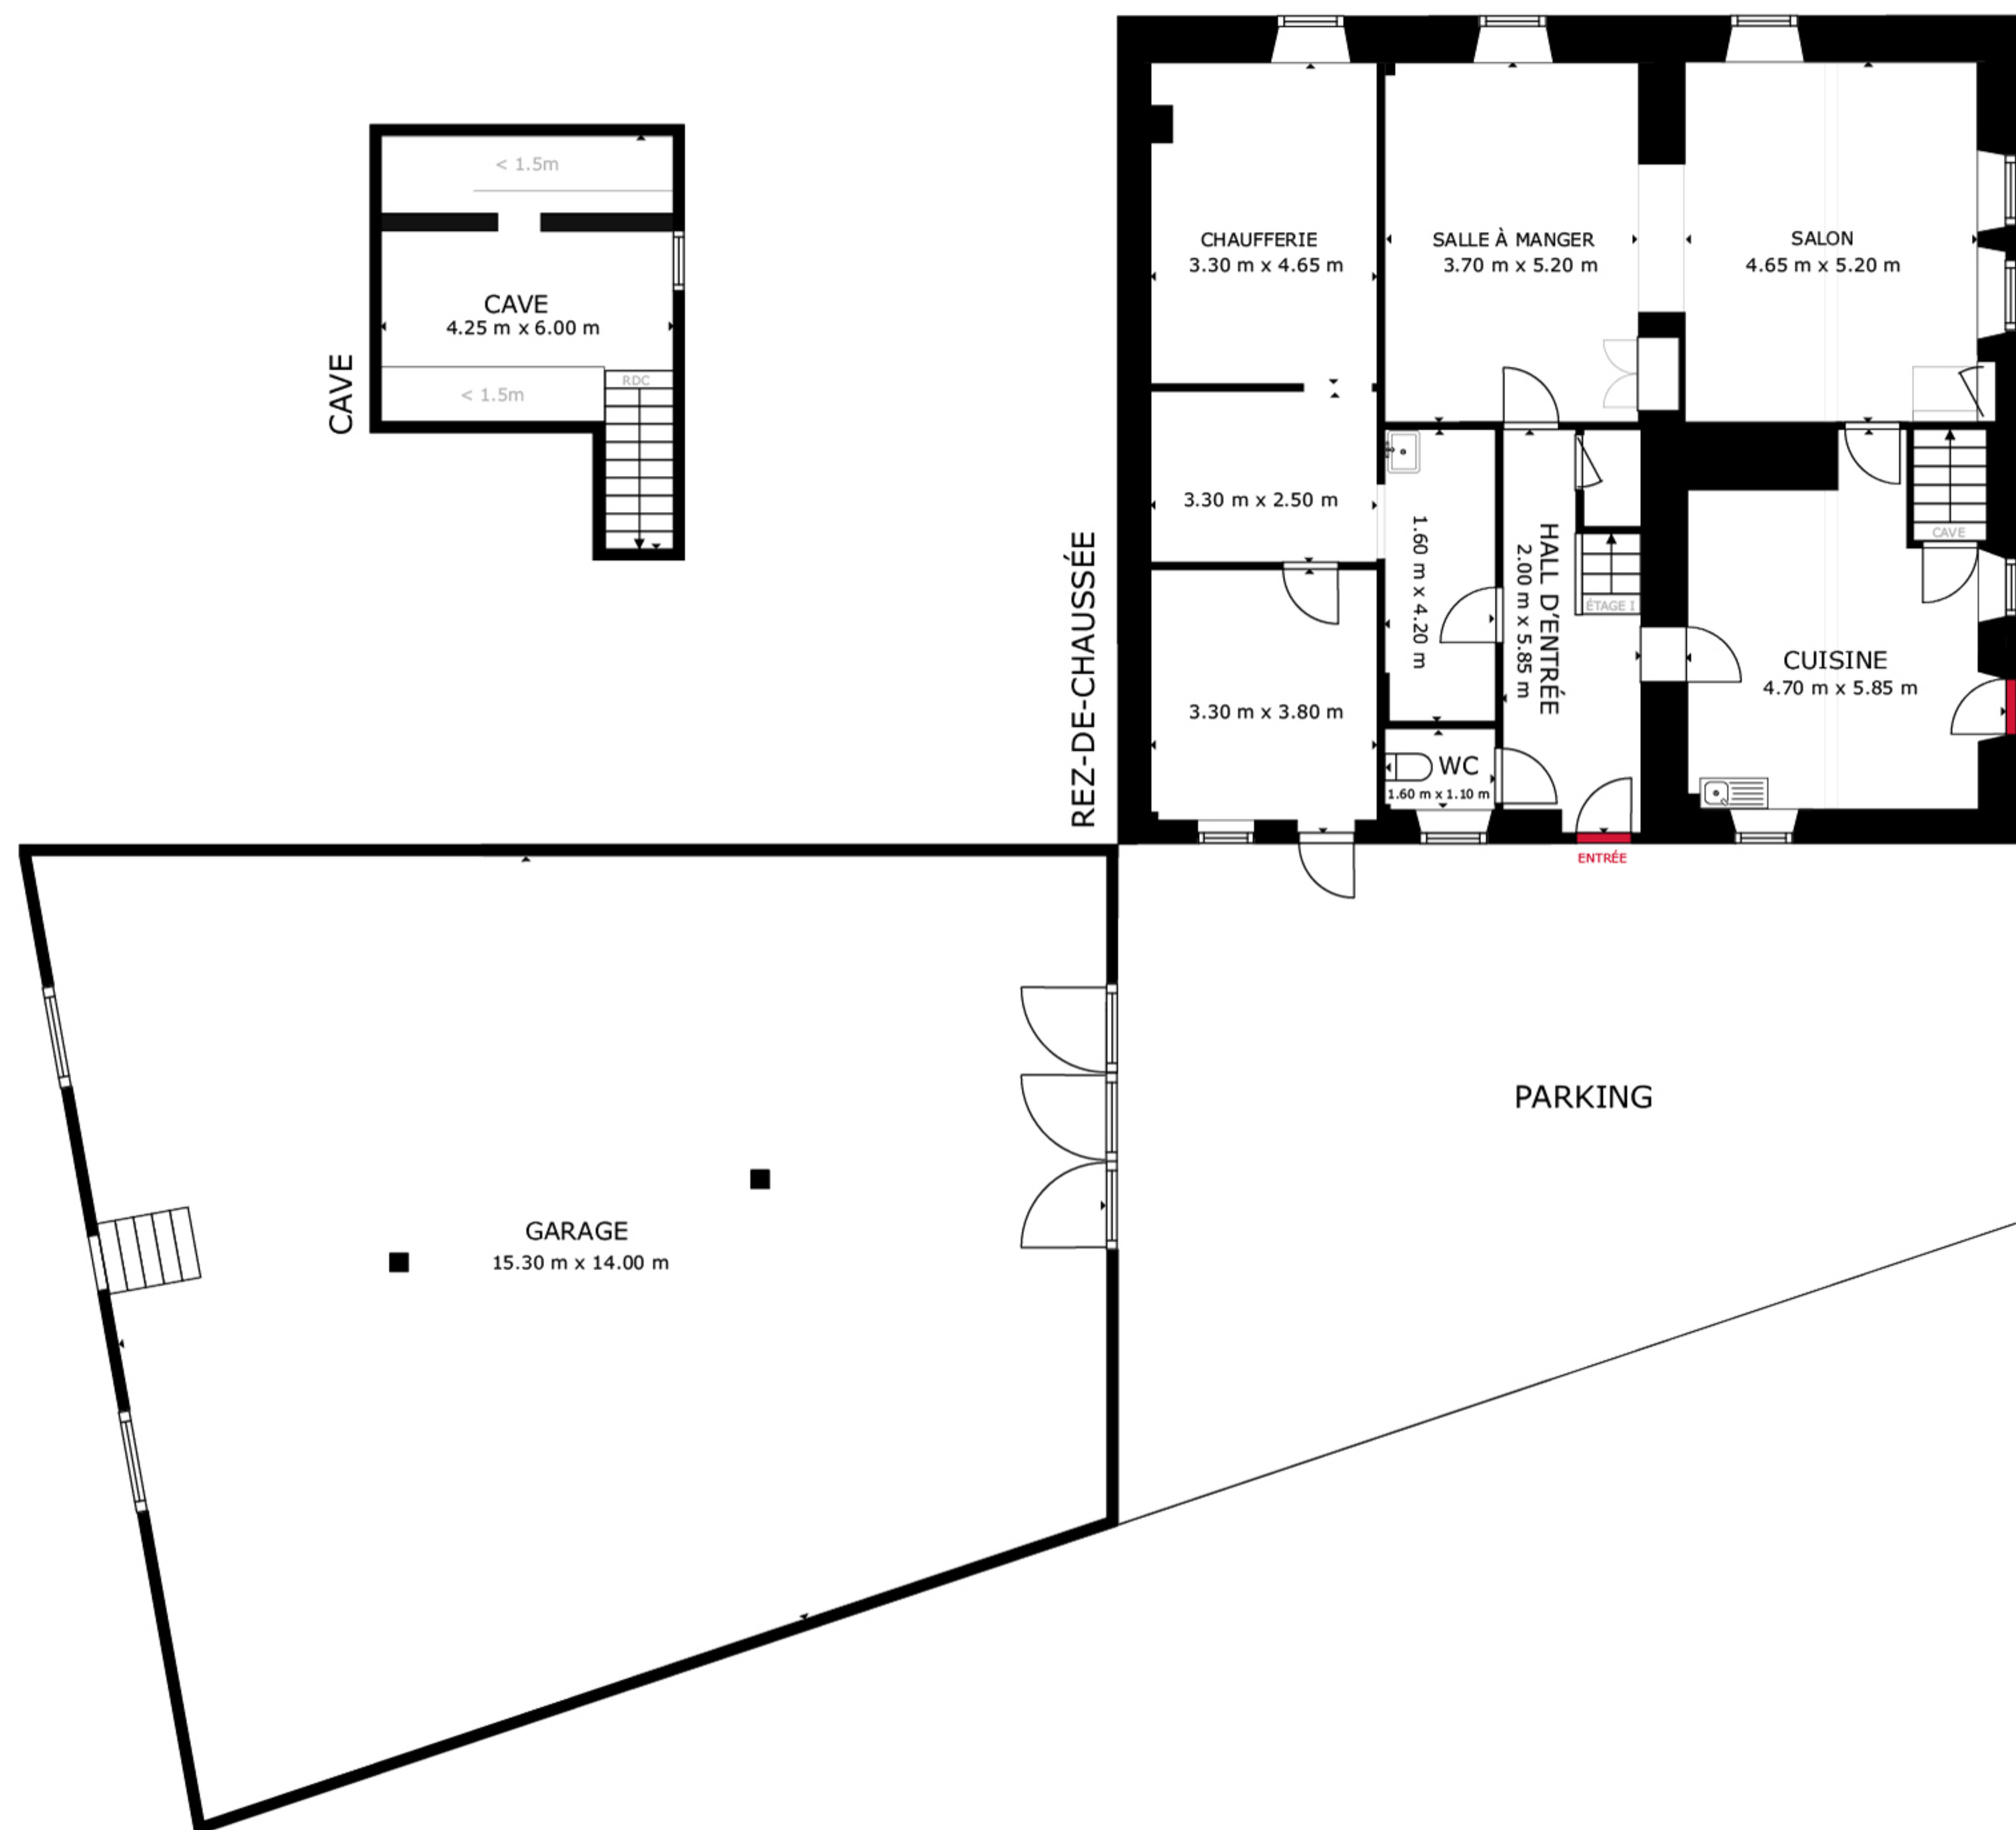 CAVE
< 1.5m
CAVE
4.25 m x 6.00 m
< 1.5m
RDC
REZ-DE-CHAUSSÉE
CHAUFFERIE
3.30 m x 4.65 m
SALLE À MANGER
3.70 m x 5.20 m
SALON
4.65 m x 5.20 m
3.30 m x 2.50 m
1.60 m x 4.20 m
HALL D'ENTRÉE
2.00 m x 5.85 m
ÉTAGE I
CAVE
CUISINE
4.70 m x 5.85 m
3.30 m x 3.80 m
WC
1.60 m x 1.10 m
ENTRÉE
PARKING
GARAGE
15.30 m x 14.00 m